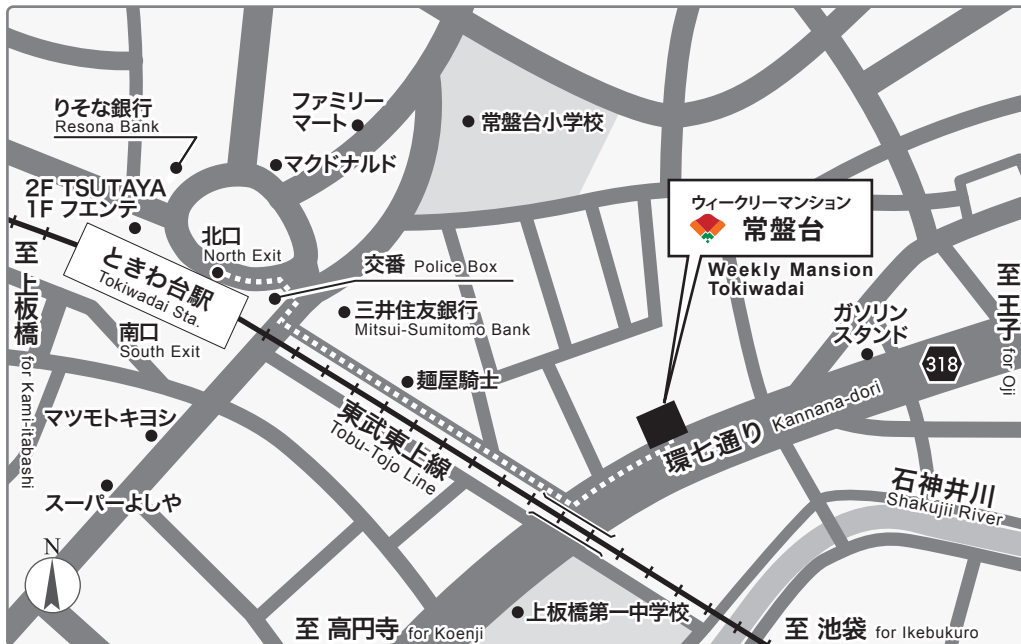 りそな銀行
Resona Bank
ファミリー
マート
常盤台小学校
マクドナルド
2F TSUTAYA
1F フエンテ
ウィークリーマンション
常盤台
Weekly Mansion
Tokiwadai
北口
North Exit
交番 Police Box
ときわ台駅
Tokiwadai Sta.
至 上板橋 for Kami-itabashi
三井住友銀行
Mitsui-Sumitomo Bank
南口
South Exit
ガソリン
スタンド
至 王子 for Oji
318
麺屋騎士
マツモトキヨシ
東武東上線
Tobu-Tojo Line
環七通り Kannana-dori
スーパーよしや
石神井川
Shakujii River
N
上板橋第一中学校
至 高円寺 for Koenji
至 池袋 for Ikebukuro